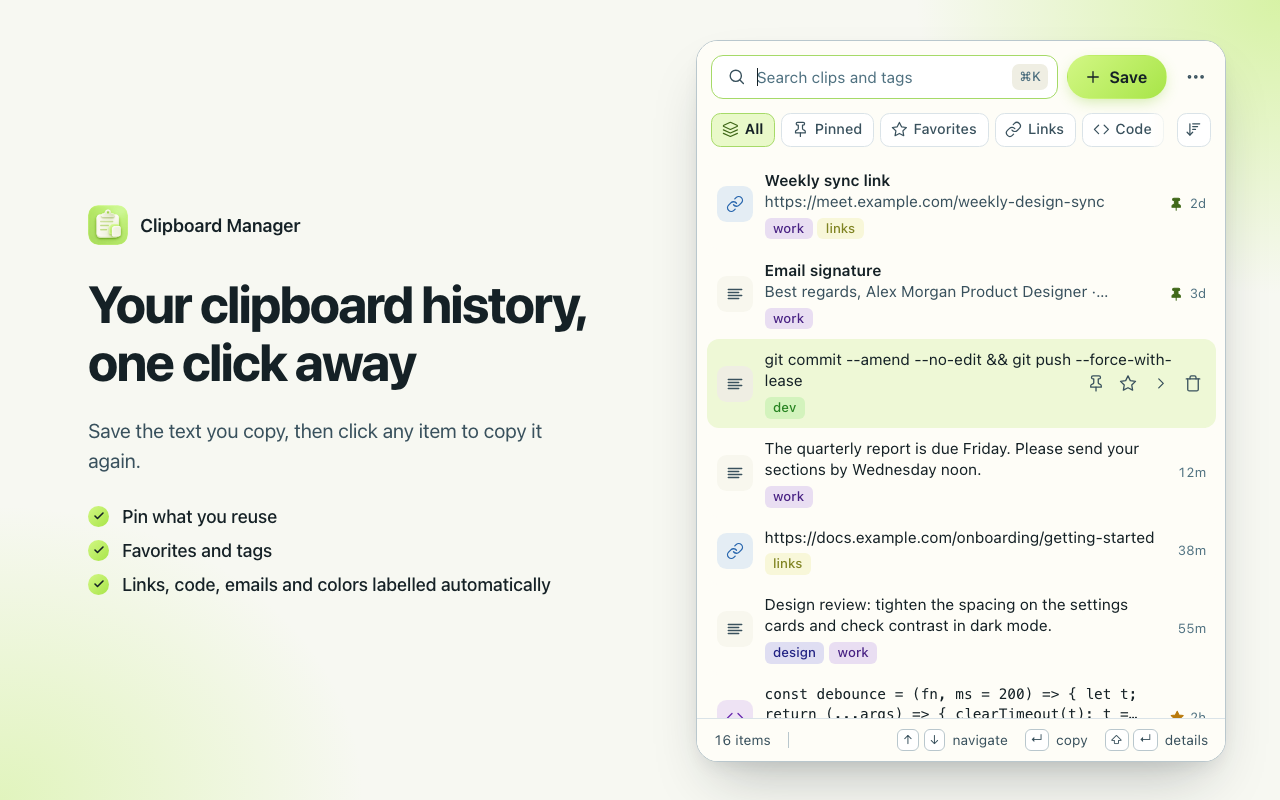 Clipboard Manager
Your clipboard history,
one click away
Save the text you copy, then click any item to copy it
again.
Pin what you reuse
Favorites and tags
Links, code, emails and colors labelled automatically
Search clips and tags
⌘K
Save
All
Pinned
Favorites
Links
Code
Weekly sync link
https://meet.example.com/weekly-design-sync
2d
work links
Email signature
Best regards, Alex Morgan Product Designer ·…
3d
work
git commit --amend --no-edit && git push --force-with-
lease
dev
The quarterly report is due Friday. Please send your
sections by Wednesday noon.
12m
work
https://docs.example.com/onboarding/getting-started
38m
links
Design review: tighten the spacing on the settings
cards and check contrast in dark mode.
55m
design work
const debounce = (fn, ms = 200) => { let t;
return (...args) => { clearTimeout(t); t =…
2h
16 items
↑ ↓ navigate
copy
details